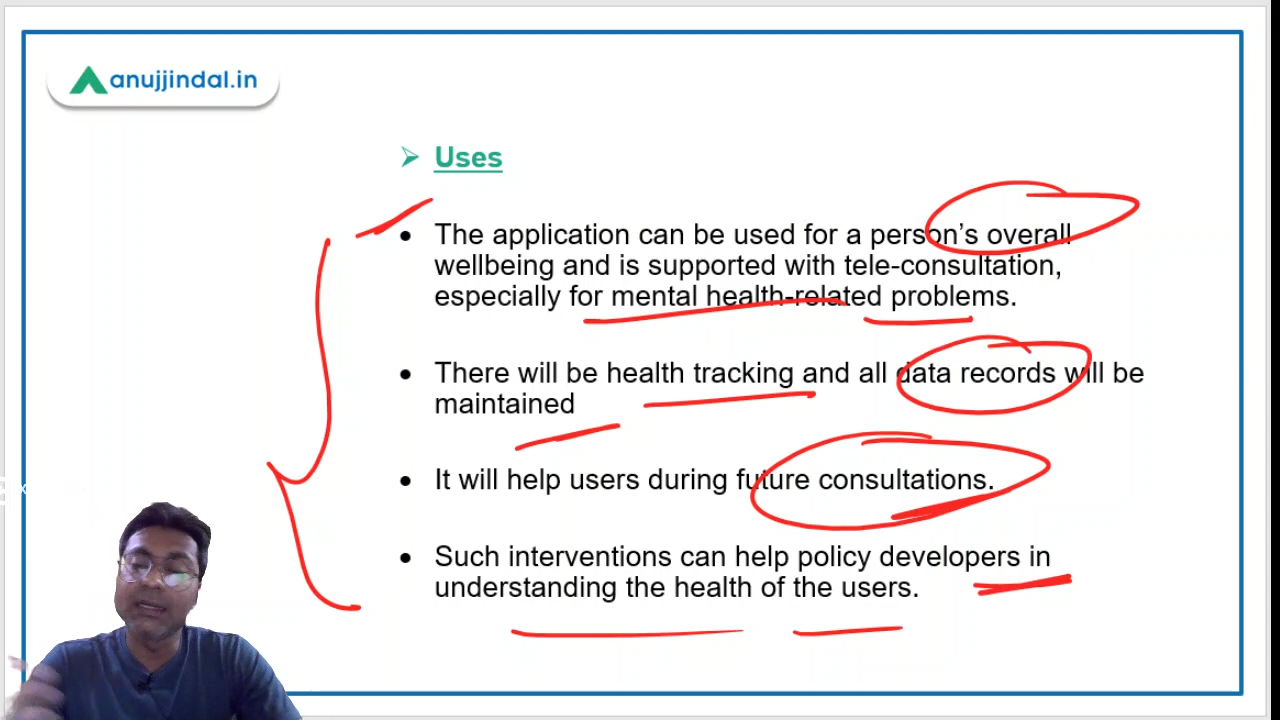 anujjindal.in
Uses
The application can be used for a person's overall
wellbeing and is supported with tele-consultation,
especially for mental health-related problems.
There will be health tracking and all data records will be
maintained
It will help users during future consultations.
Such interventions can help policy developers in
understanding the health of the users.